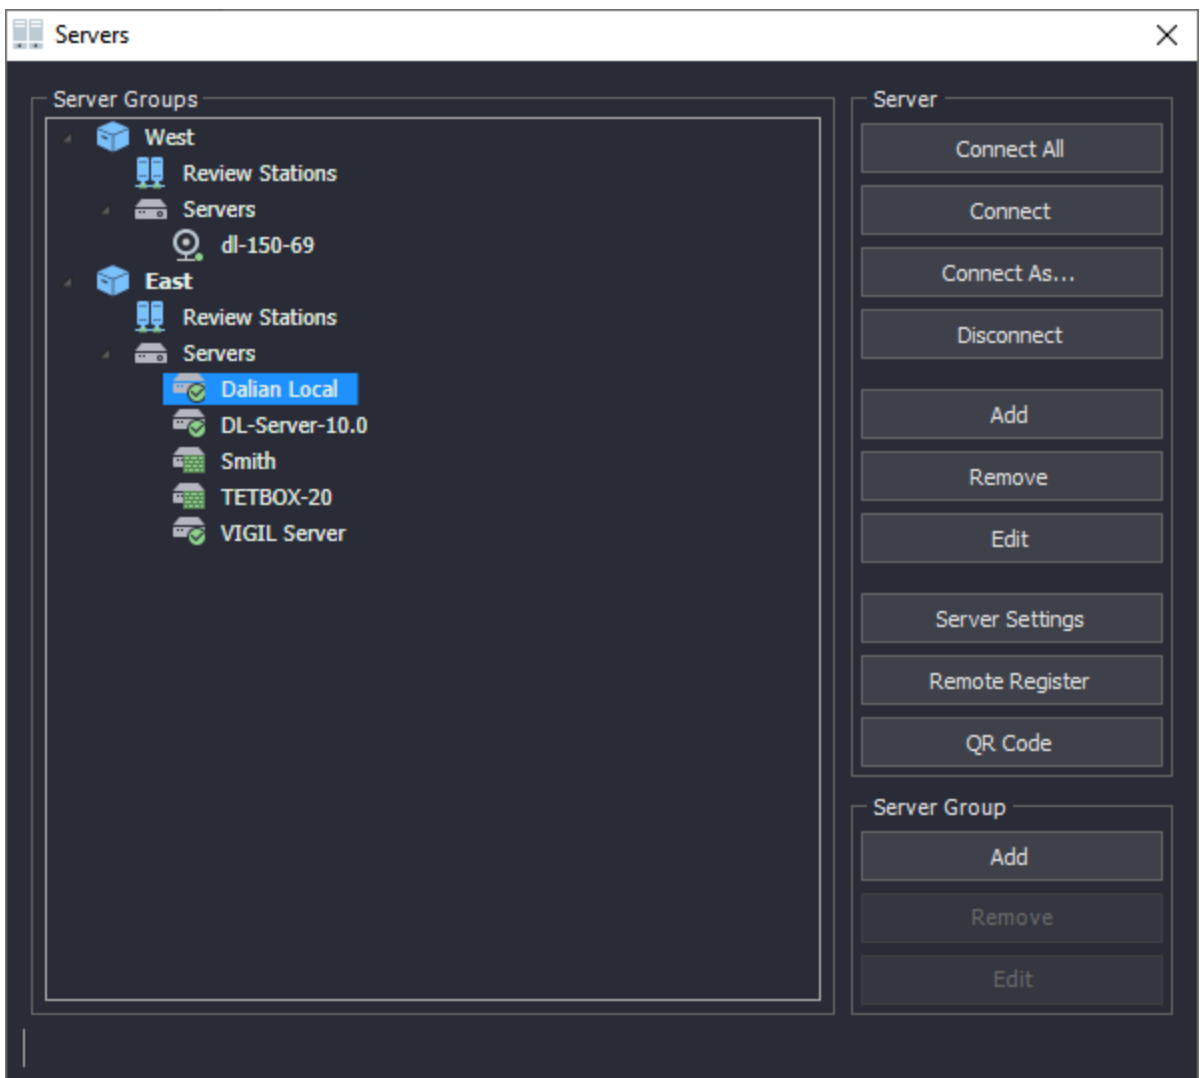 Servers
Server Groups
West
Review Stations
Servers
dl-150-69
East
Review Stations
Servers
Dalian Local
DL-Server-10.0
Smith
TETBOX-20
VIGIL Server
Server
Connect All
Connect
Connect As...
Disconnect
Add
Remove
Edit
Server Settings
Remote Register
QR Code
Server Group
Add
Remove
Edit